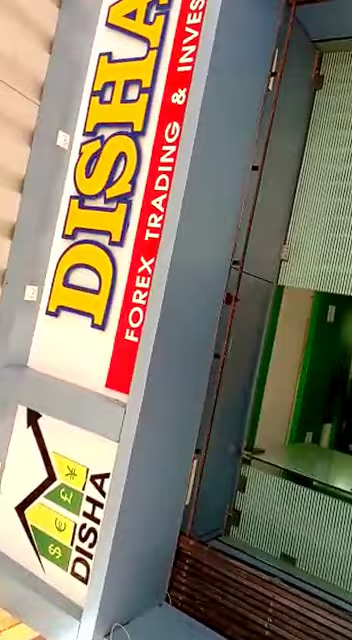 DISHA
FOREX TRADING & INVES
$ € £ ¥
DISHA